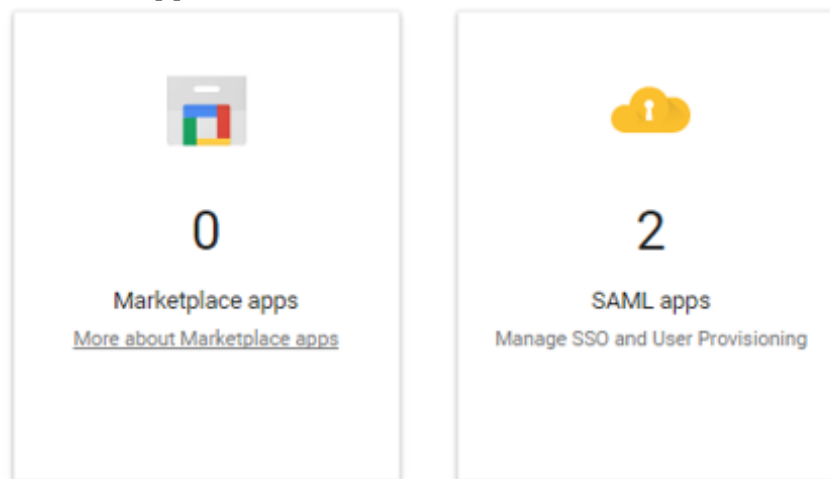 0
Marketplace apps
More about Marketplace apps
2
SAML apps
Manage SSO and User Provisioning